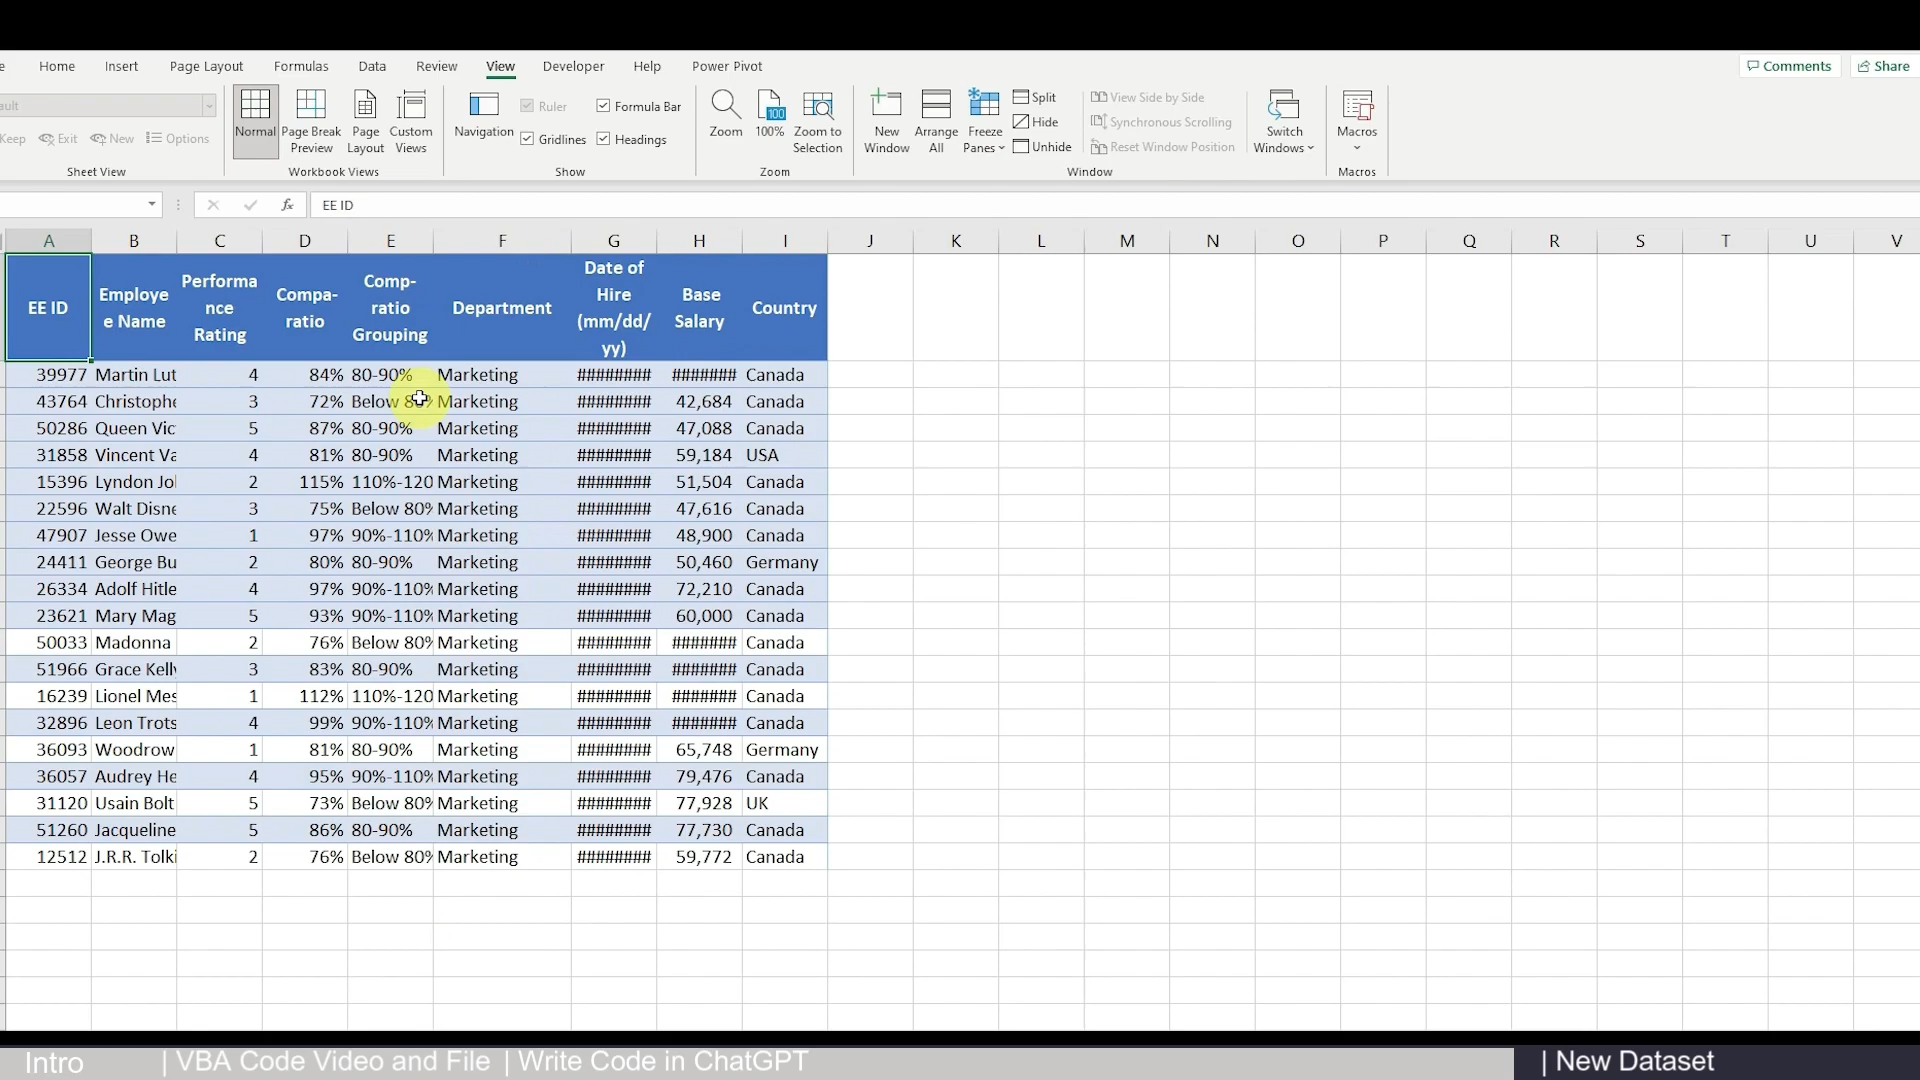 e Home Insert Page Layout Formulas Data Review View Developer Help Power Pivot Comments Share
ault
Keep Exit New Options
Sheet View
Normal Page Break Preview Page Layout Custom Views
Workbook Views
Navigation Ruler Formula Bar
Gridlines Headings
Show
Zoom 100 100% Zoom to Selection
Zoom
New Window Arrange All Freeze Panes Split
Hide
Unhide
View Side by Side
Synchronous Scrolling
Reset Window Position
Switch Windows
Window
Macros
Macros
fx EE ID
A B C D E F G H I J K L M N O P Q R S T U V
EE ID Employe e Name Performa nce Rating Compa- ratio Comp- ratio Grouping Department Date of Hire (mm/dd/ yy) Base Salary Country
39977 Martin Lut 4 84% 80-90% Marketing ######## ####### Canada
43764 Christophe 3 72% Below 80% Marketing ######## 42,684 Canada
50286 Queen Vic 5 87% 80-90% Marketing ######## 47,088 Canada
31858 Vincent Va 4 81% 80-90% Marketing ######## 59,184 USA
15396 Lyndon Jol 2 115% 110%-120 Marketing ######## 51,504 Canada
22596 Walt Disne 3 75% Below 80% Marketing ######## 47,616 Canada
47907 Jesse Owe 1 97% 90%-110% Marketing ######## 48,900 Canada
24411 George Bu 2 80% 80-90% Marketing ######## 50,460 Germany
26334 Adolf Hitle 4 97% 90%-110% Marketing ######## 72,210 Canada
23621 Mary Mag 5 93% 90%-110% Marketing ######## 60,000 Canada
50033 Madonna 2 76% Below 80% Marketing ######## ####### Canada
51966 Grace Kelly 3 83% 80-90% Marketing ######## ####### Canada
16239 Lionel Mes 1 112% 110%-120 Marketing ######## ####### Canada
32896 Leon Trots 4 99% 90%-110% Marketing ######## ####### Canada
36093 Woodrow 1 81% 80-90% Marketing ######## 65,748 Germany
36057 Audrey He 4 95% 90%-110% Marketing ######## 79,476 Canada
31120 Usain Bolt 5 73% Below 80% Marketing ######## 77,928 UK
51260 Jacqueline 5 86% 80-90% Marketing ######## 77,730 Canada
12512 J.R.R. Tolki 2 76% Below 80% Marketing ######## 59,772 Canada
Intro | VBA Code Video and File | Write Code in ChatGPT | New Dataset